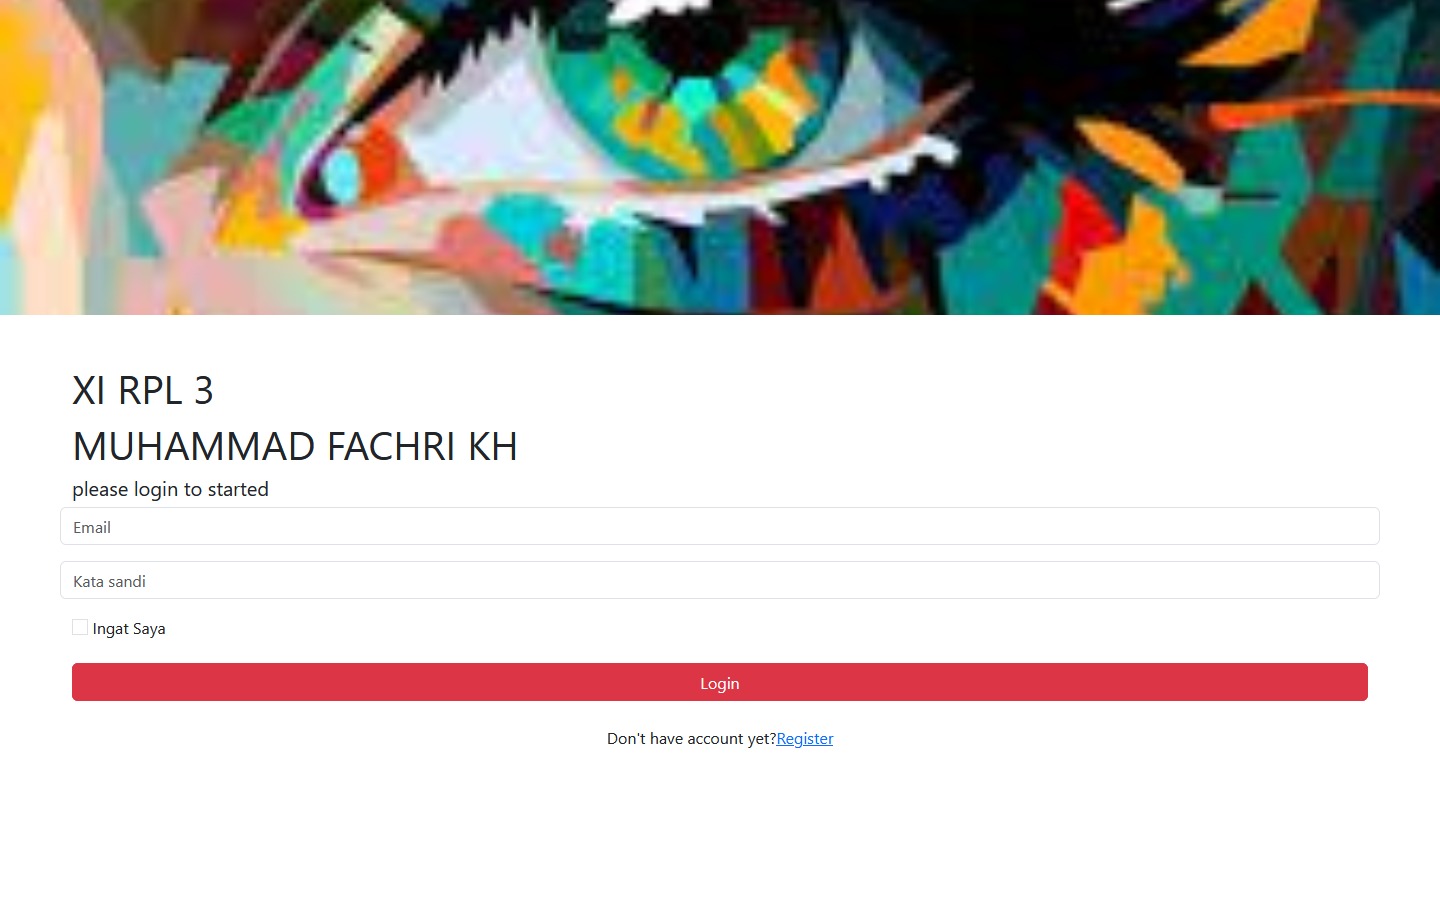 XI RPL 3
MUHAMMAD FACHRI KH
please login to started
Email
Kata sandi
Ingat Saya
Login
Don't have account yet?Register